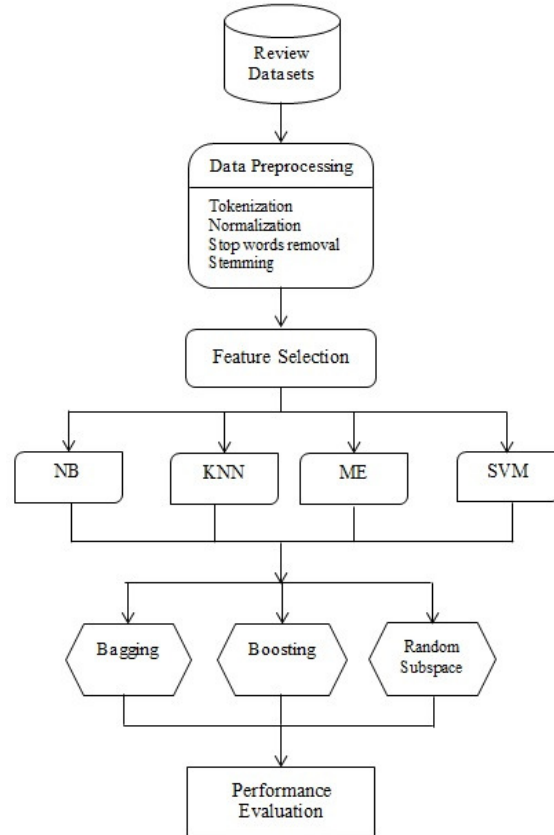 Review
Datasets
Data Preprocessing
Tokenization
Normalization
Stop words removal
Stemming
Feature Selection
NB
KNN
ME
SVM
Bagging
Boosting
Random
Subspace
Performance
Evaluation